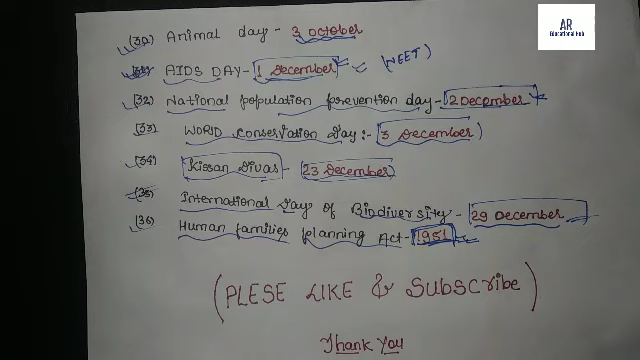 AR
Educational Hub
(30) Animal day - 3 october
(31) AIDS DAY - 1 December (NEET)
(32) National population prevention day - 2 December
(33) WORLD conservation day :- 3 December
(34) Kissan Divas - 23 December
(35) International Day of Biodiversity - 29 December
(36) Human families planning Act - 1951
(PLESE LIKE & SUBSCribe)
Thank You